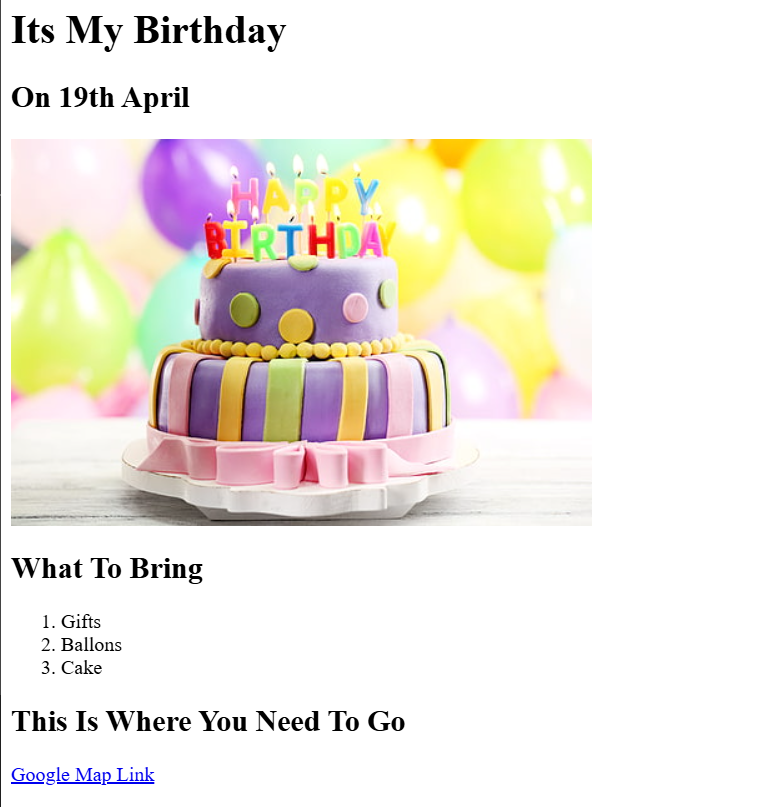 Its My Birthday
On 19th April
HAPPY
BIRTHDAY
What To Bring
1. Gifts
2. Ballons
3. Cake
This Is Where You Need To Go
Google Map Link